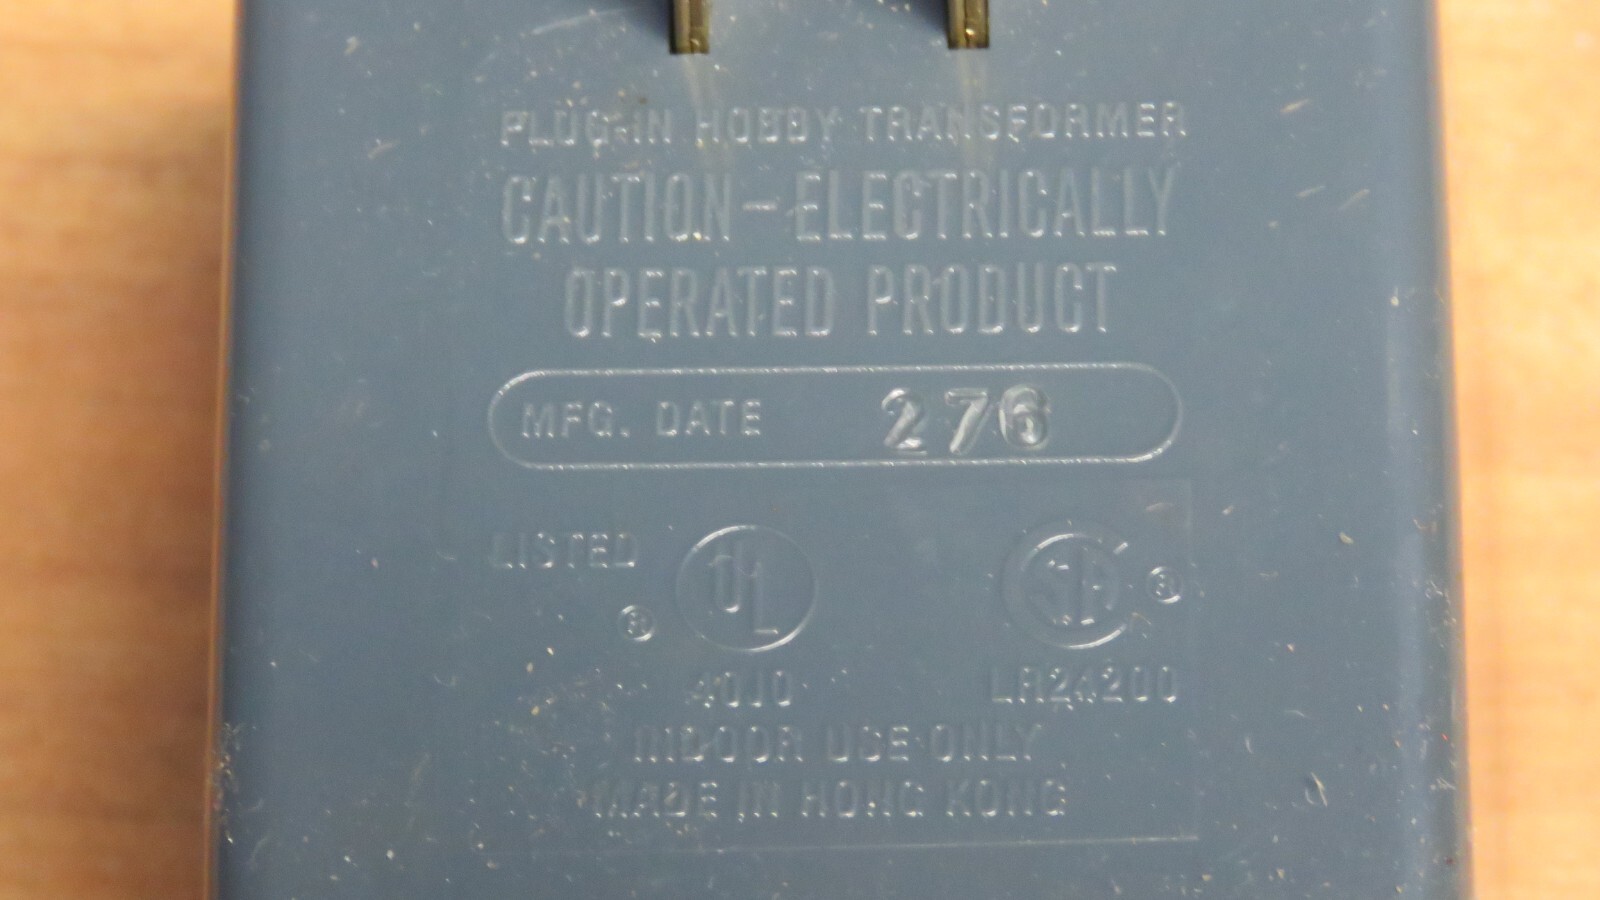 PLUG-IN HOBBY TRANSFORMER
CAUTION-ELECTRICALLY
OPERATED PRODUCT
MFG. DATE 276
LISTED ® UL SA ®
40J0 LR24200
INDOOR USE ONLY
MADE IN HONG KONG